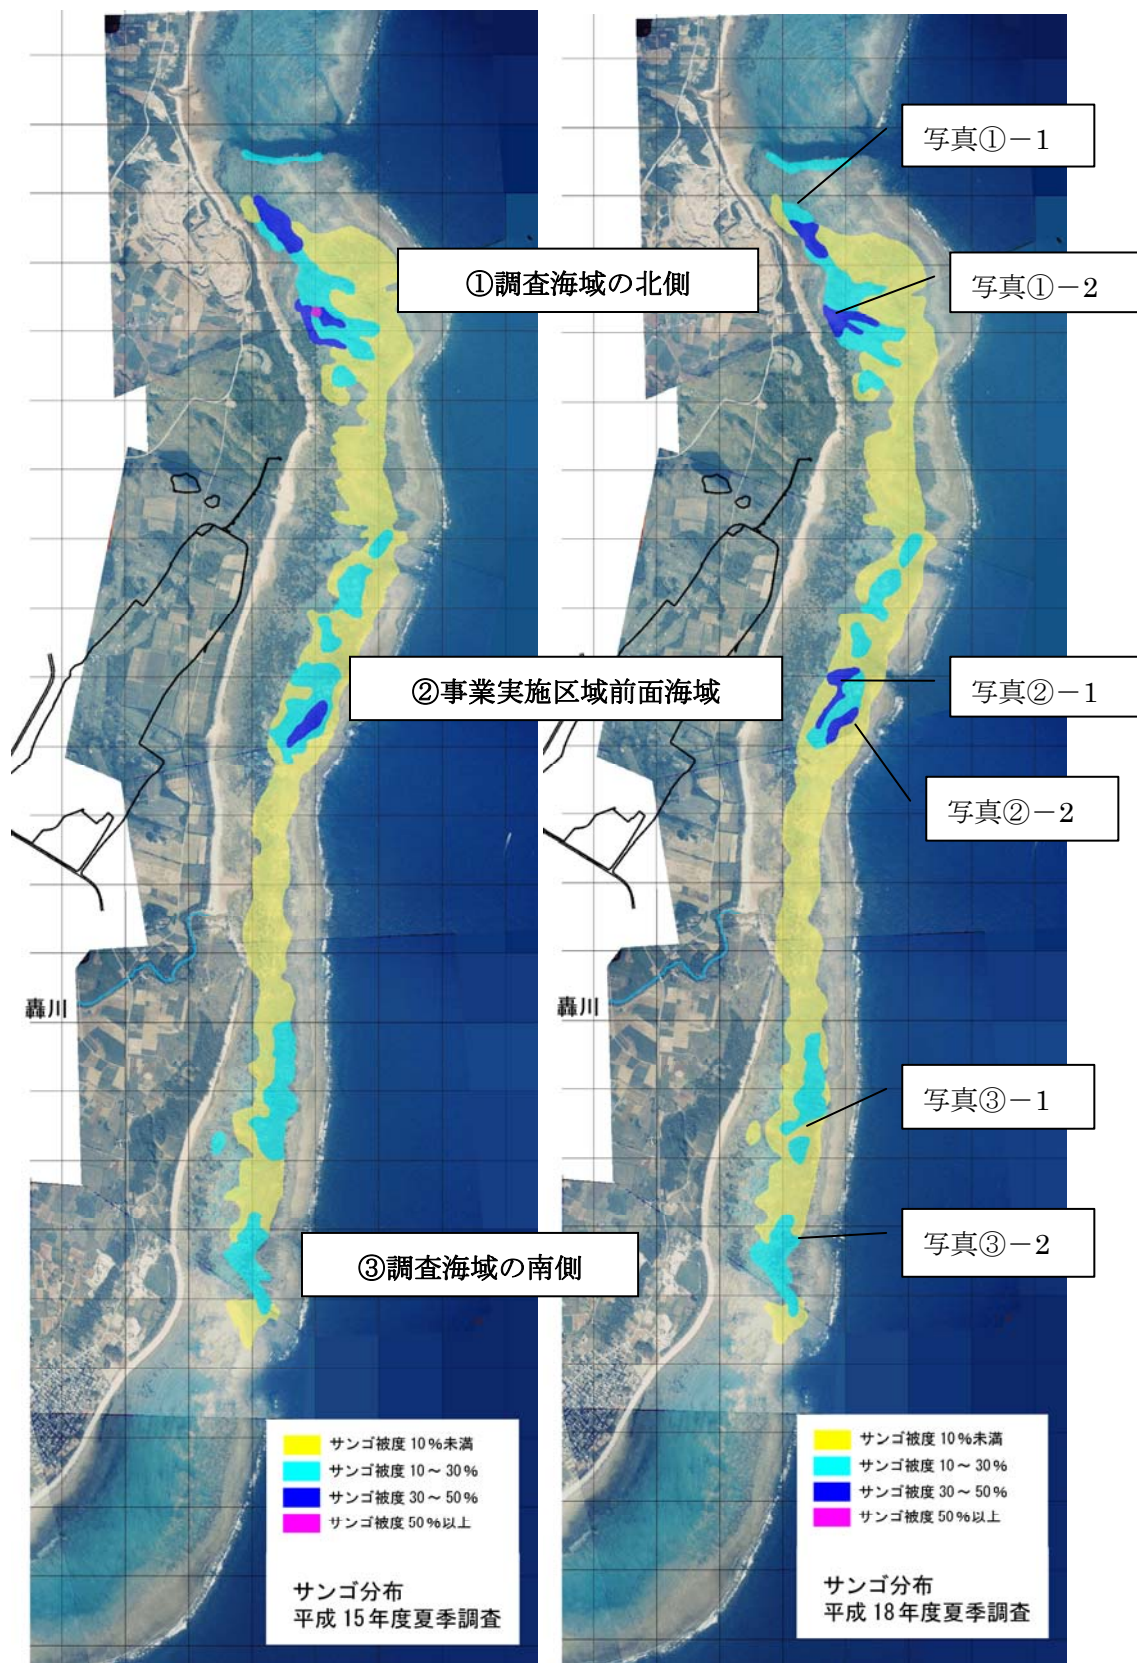 写真①－1
①調査海域の北側
写真①－2
②事業実施区域前面海域
写真②－1
写真②－2
轟川
轟川
写真③－1
写真③－2
③調査海域の南側
サンゴ被度 10％未満
サンゴ被度 10～30％
サンゴ被度 30～50％
サンゴ被度 50％以上
サンゴ分布
平成 15 年度夏季調査
サンゴ被度 10％未満
サンゴ被度 10～30％
サンゴ被度 30～50％
サンゴ被度 50％以上
サンゴ分布
平成 18 年度夏季調査